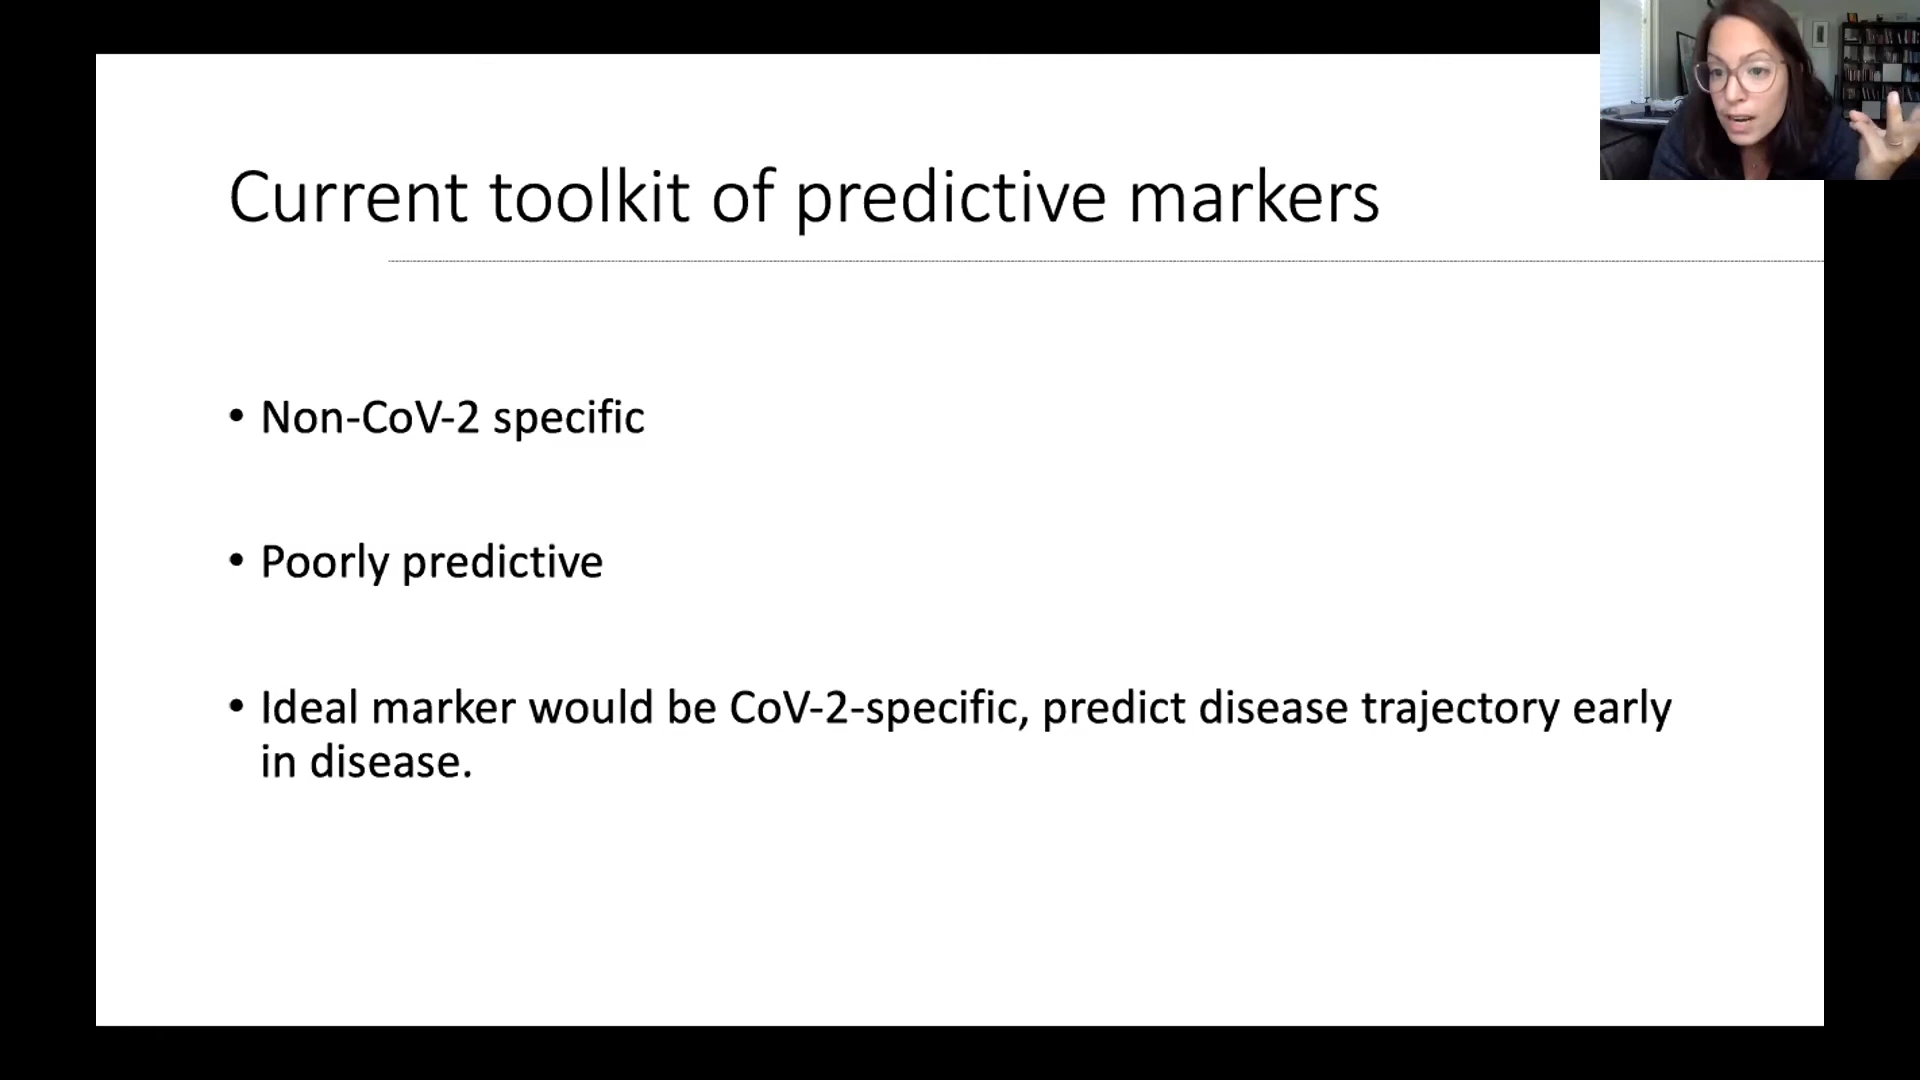 Current toolkit of predictive markers
• Non-CoV-2 specific
• Poorly predictive
• Ideal marker would be CoV-2-specific, predict disease trajectory early
in disease.